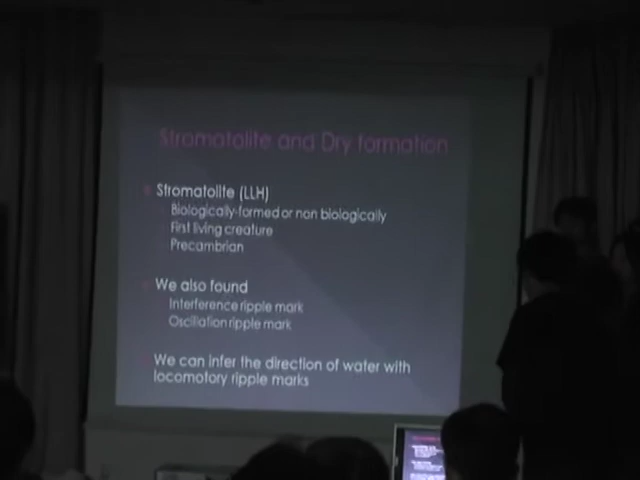 Stromatolite and Dry formation
Stromatolite (LLH)
Biologically-formed or non biologically
First living creature
Precambrian
We also found
Interference ripple mark
Oscillation ripple mark
We can infer the direction of water with
locomotory ripple marks